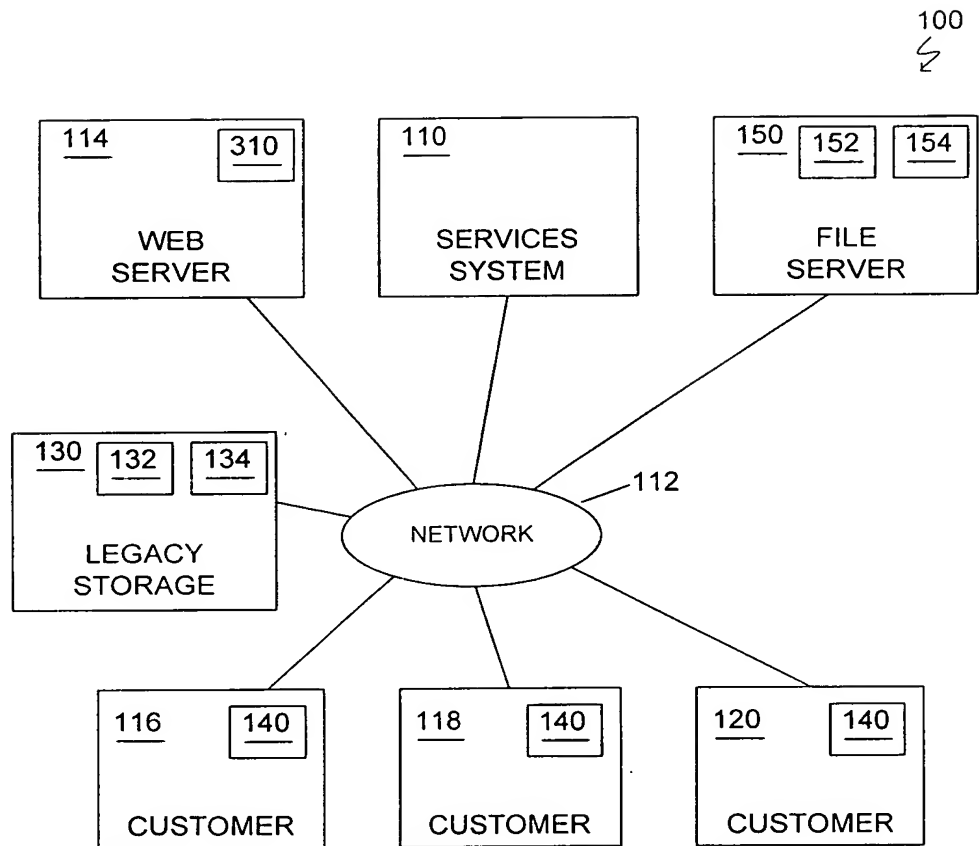 100
114
310
WEB
SERVER
110
SERVICES
SYSTEM
150
152
154
FILE
SERVER
130
132
134
LEGACY
STORAGE
112
NETWORK
116
140
CUSTOMER
118
140
CUSTOMER
120
140
CUSTOMER